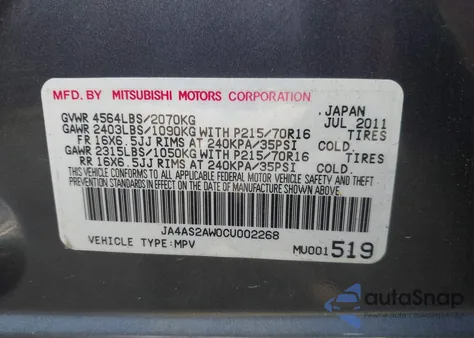 MFD. BY MITSUBISHI MOTORS CORPORATION
JAPAN
GVWR 4564LBS/2070KG JUL 2011
GAWR 2403LBS/1090KG WITH P215/70R16 TIRES
FR 16X6.5JJ RIMS AT 240KPA/35PSI COLD.
GAWR 2315LBS/1050KG WITH P215/70R16 TIRES
RR 16X6.5JJ RIMS AT 240KPA/35PSI COLD.
THIS VEHICLE CONFORMS TO ALL APPLICABLE FEDERAL MOTOR VEHICLE SAFETY AND THEFT
PREVENTION STANDARDS IN EFFECT ON THE DATE OF MANUFACTURE SHOWN ABOVE.
JA4AS2AW0CU002268
VEHICLE TYPE:MPV MU001519
autoSnap